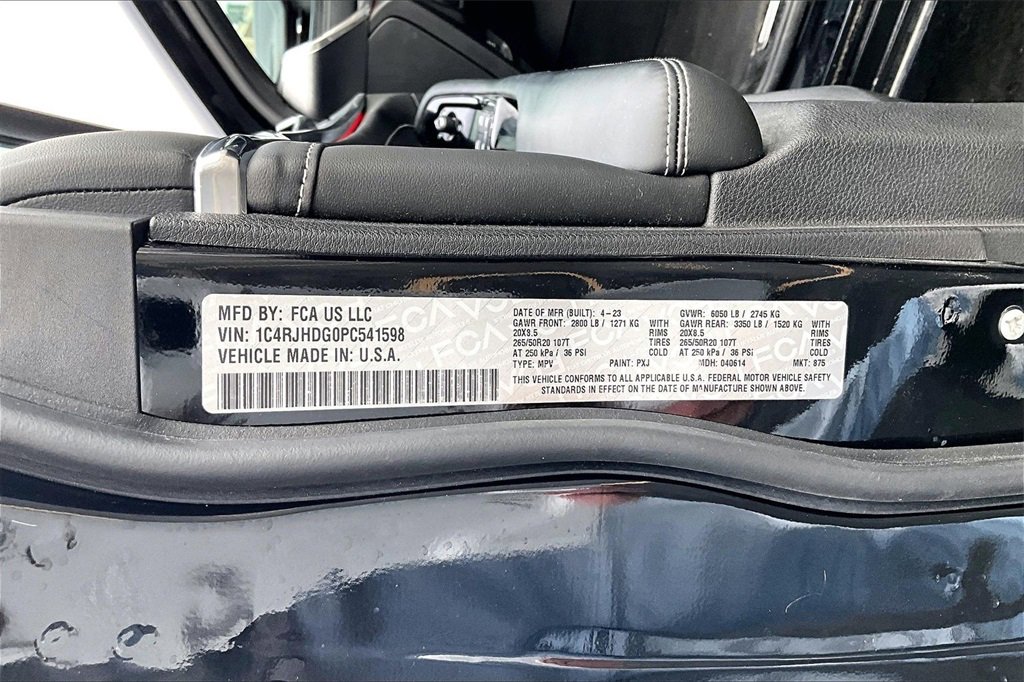 MFD BY: FCA US LLC
VIN: 1C4RJHDG0PC541598
VEHICLE MADE IN: U.S.A.
DATE OF MFR (BUILT): 4-23 GVWR: 6050 LB / 2745 KG
GAWR FRONT: 2800 LB / 1271 KG WITH GAWR REAR: 3350 LB / 1520 KG WITH
20X8.5 RIMS 20X8.5 RIMS
265/50R20 107T TIRES 265/50R20 107T TIRES
AT 250 kPa / 36 PSI COLD AT 250 kPa / 36 PSI COLD
TYPE: MPV PAINT: PXJ MDH: 040614 MKT: 875
THIS VEHICLE CONFORMS TO ALL APPLICABLE U.S.A. FEDERAL MOTOR VEHICLE SAFETY
STANDARDS IN EFFECT ON THE DATE OF MANUFACTURE SHOWN ABOVE.